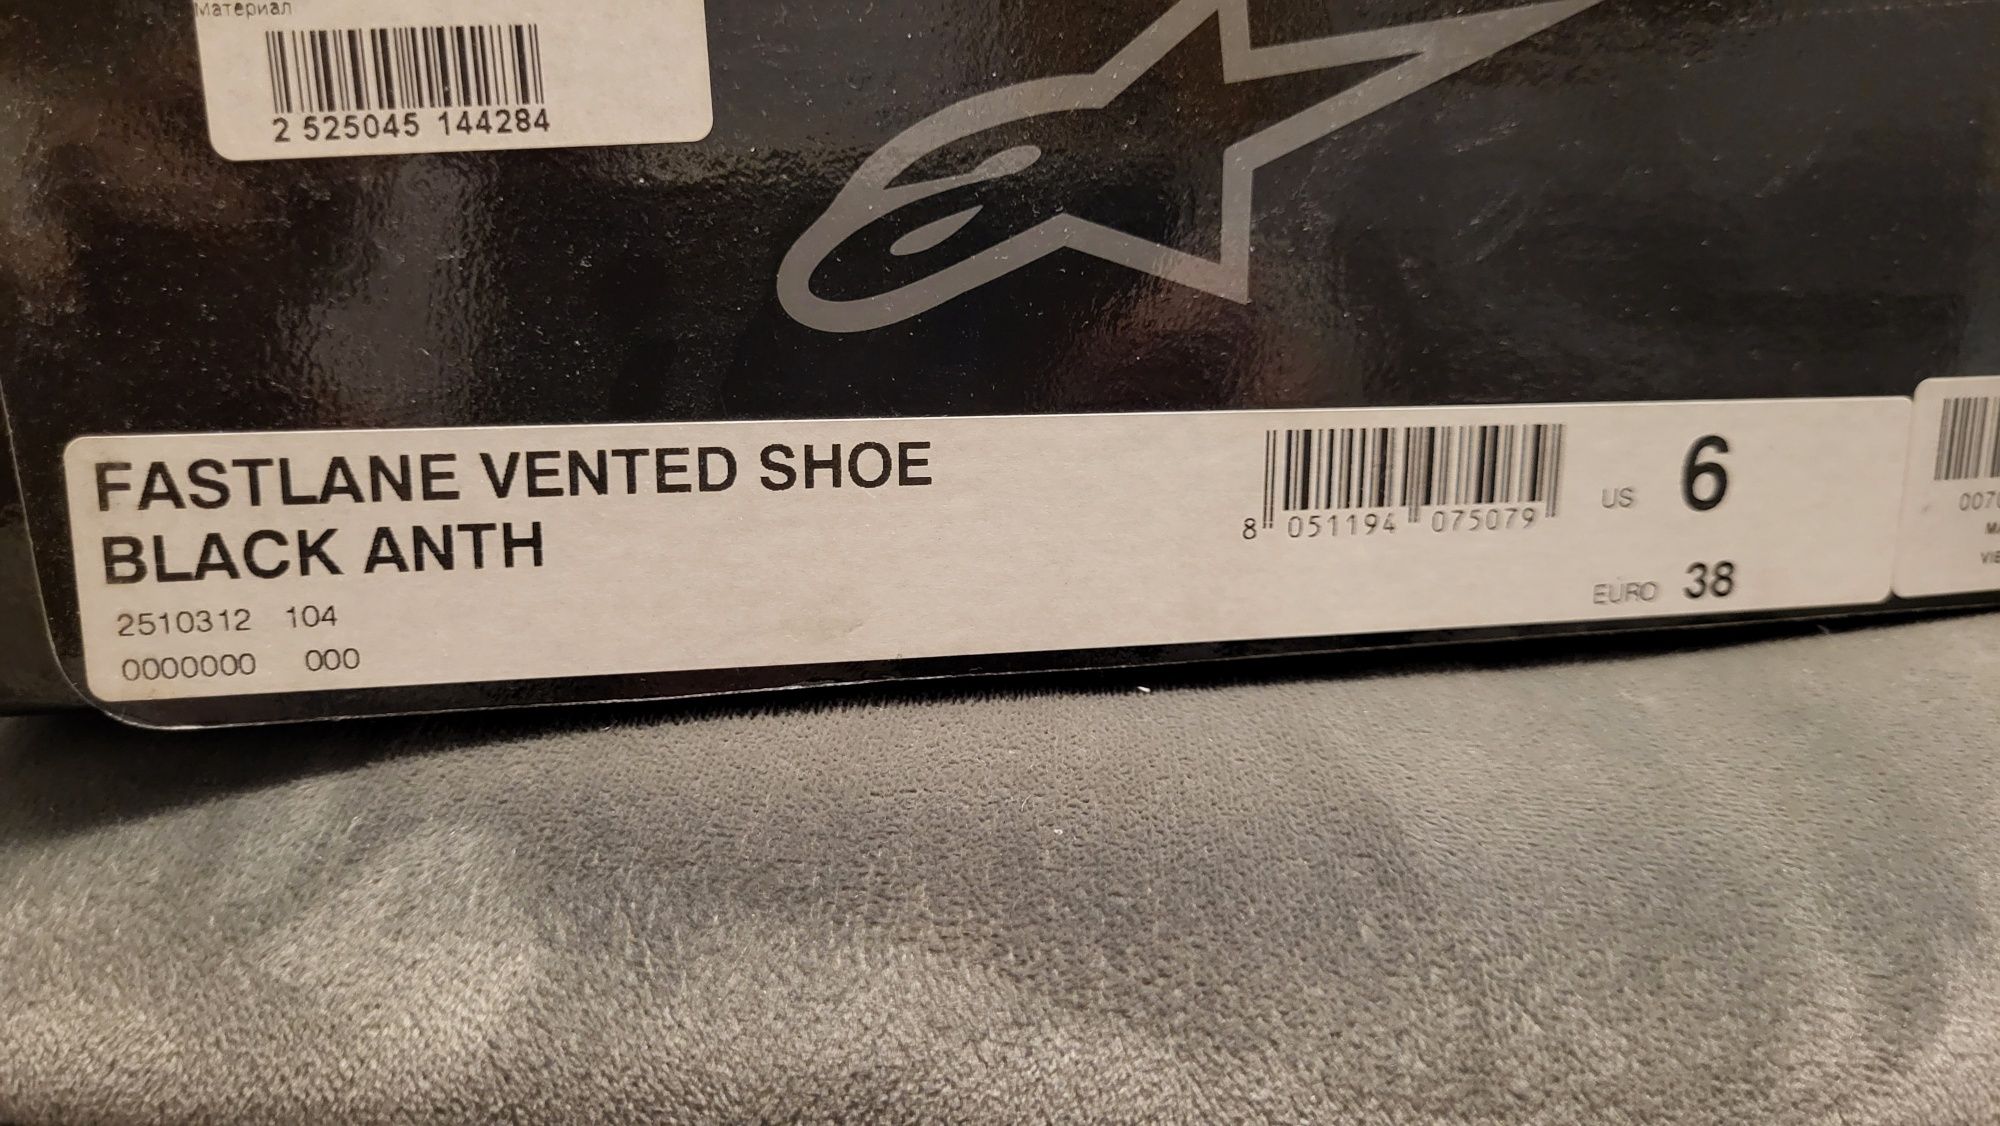 Материал
2 525045 144284
FASTLANE VENTED SHOE
BLACK ANTH
2510312 104
0000000 000
8 051194 075079
US 6
EURO 38